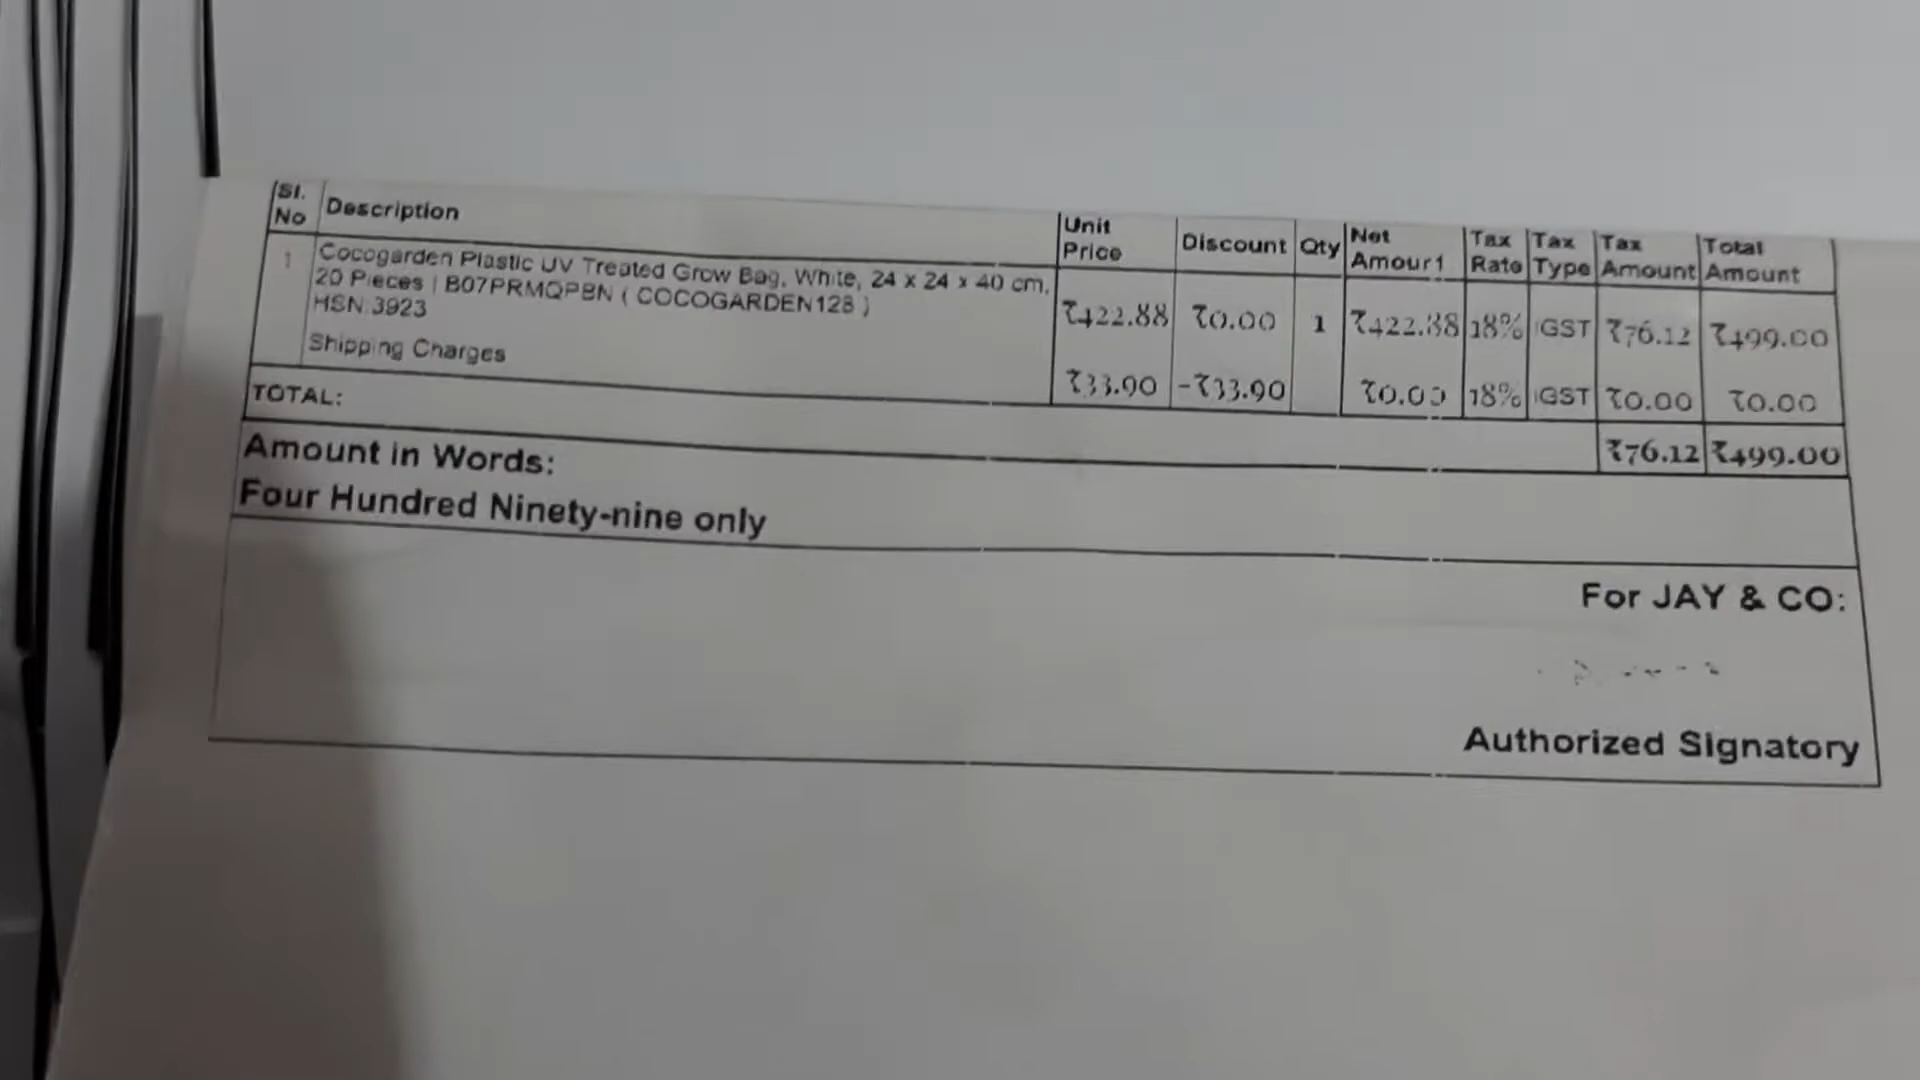 Sl. No Description Unit Price Discount Qty Net Amount Tax Rate Tax Type Tax Amount Total Amount
1 Cocogarden Plastic UV Treated Grow Bag, White, 24 x 24 x 40 cm,
20 Pieces | B07PRMQPBN ( COCOGARDEN128 )
HSN:3923 ₹422.88 ₹0.00 1 ₹422.88 18% IGST ₹76.12 ₹499.00
Shipping Charges ₹33.90 -₹33.90 ₹0.00 18% IGST ₹0.00 ₹0.00
TOTAL: ₹76.12 ₹499.00
Amount in Words:
Four Hundred Ninety-nine only
For JAY & CO:
Authorized Signatory